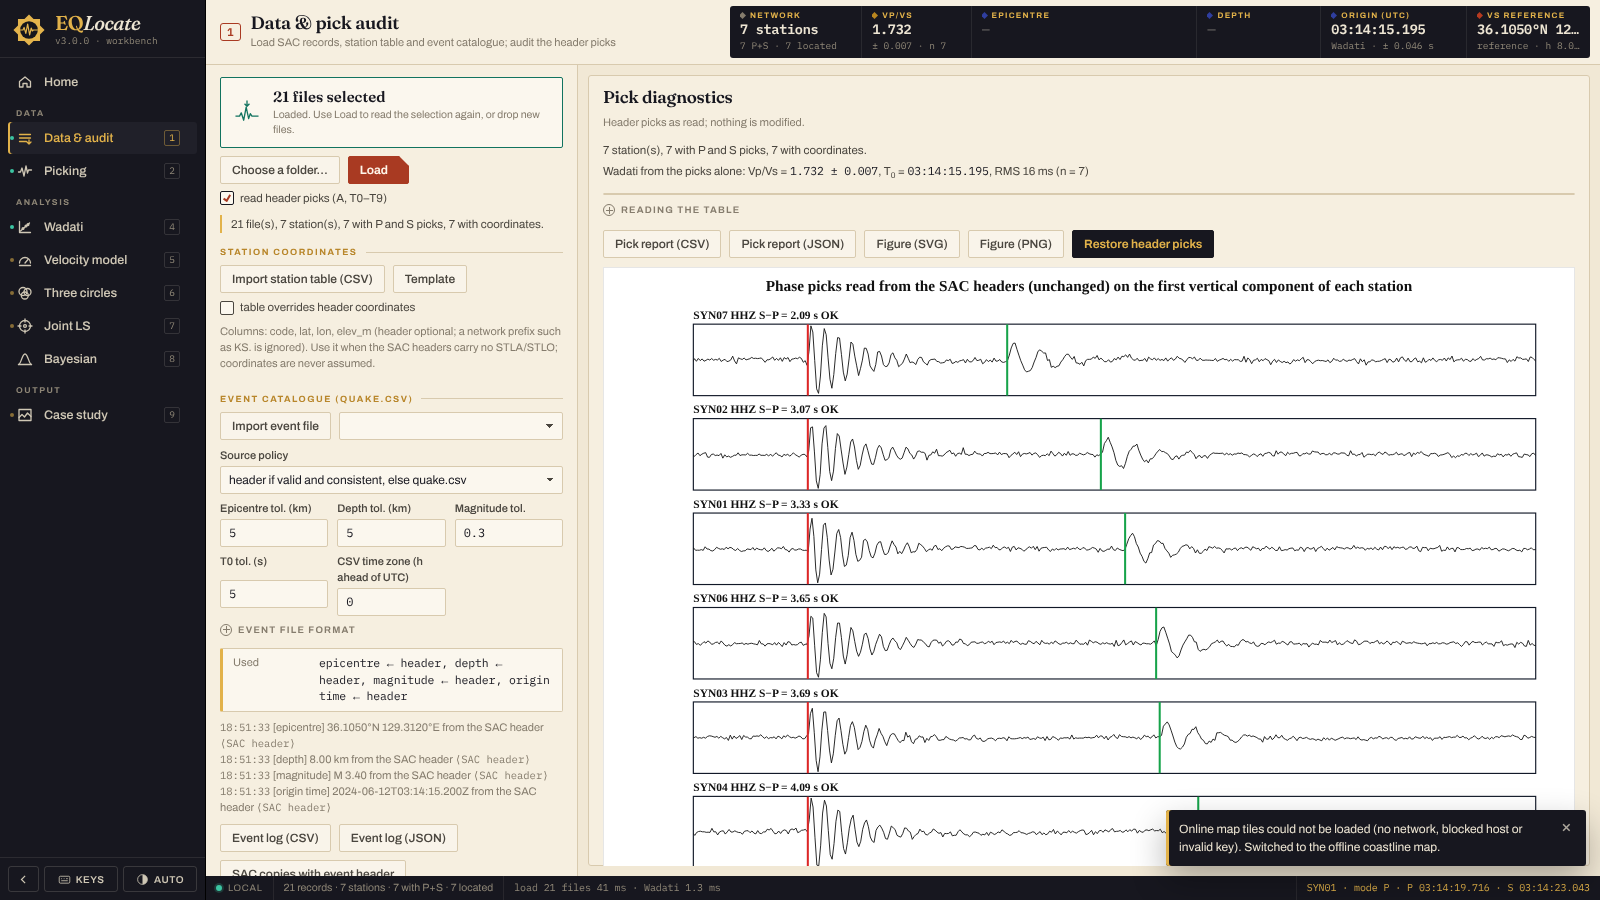 EQLocate
v3.0.0 · workbench
Home
DATA
Data & audit 1
Picking 2
ANALYSIS
Wadati 4
Velocity model 5
Three circles 6
Joint LS 7
Bayesian 8
OUTPUT
Case study 9
KEYS
AUTO
1
Data & pick audit
Load SAC records, station table and event catalogue; audit the header picks
NETWORK
7 stations
7 P+S · 7 located
VP/VS
1.732
± 0.007 · n 7
EPICENTRE
—
DEPTH
—
ORIGIN (UTC)
03:14:15.195
Wadati · ± 0.046 s
VS REFERENCE
36.1050°N 12…
reference · h 8.0…
21 files selected
Loaded. Use Load to read the selection again, or drop new
files.
Choose a folder...
Load
read header picks (A, T0–T9)
21 file(s), 7 station(s), 7 with P and S picks, 7 with coordinates.
STATION COORDINATES
Import station table (CSV)
Template
table overrides header coordinates
Columns: code, lat, lon, elev_m (header optional; a network prefix such
as KS. is ignored). Use it when the SAC headers carry no STLA/STLO;
coordinates are never assumed.
EVENT CATALOGUE (QUAKE.CSV)
Import event file
Source policy
header if valid and consistent, else quake.csv
Epicentre tol. (km)
Depth tol. (km)
Magnitude tol.
5
5
0.3
T0 tol. (s)
CSV time zone (h
ahead of UTC)
5
0
EVENT FILE FORMAT
Used
epicentre ← header, depth ←
header, magnitude ← header, origin
time ← header
18:51:33 [epicentre] 36.1050°N 129.3120°E from the SAC header
(SAC header)
18:51:33 [depth] 8.00 km from the SAC header (SAC header)
18:51:33 [magnitude] M 3.40 from the SAC header (SAC header)
18:51:33 [origin time] 2024-06-12T03:14:15.200Z from the SAC
header (SAC header)
Event log (CSV)
Event log (JSON)
SAC copies with event header
Pick diagnostics
Header picks as read; nothing is modified.
7 station(s), 7 with P and S picks, 7 with coordinates.
Wadati from the picks alone: Vp/Vs = 1.732 ± 0.007, T0 = 03:14:15.195, RMS 16 ms (n = 7)
READING THE TABLE
Pick report (CSV)
Pick report (JSON)
Figure (SVG)
Figure (PNG)
Restore header picks
Phase picks read from the SAC headers (unchanged) on the first vertical component of each station
SYN07 HHZ S−P = 2.09 s OK
SYN02 HHZ S−P = 3.07 s OK
SYN01 HHZ S−P = 3.33 s OK
SYN06 HHZ S−P = 3.65 s OK
SYN03 HHZ S−P = 3.69 s OK
SYN04 HHZ S−P = 4.09 s OK
Online map tiles could not be loaded (no network, blocked host or
invalid key). Switched to the offline coastline map.
LOCAL
21 records · 7 stations · 7 with P+S · 7 located
load 21 files 41 ms · Wadati 1.3 ms
SYN01 · mode P · P 03:14:19.716 · S 03:14:23.043